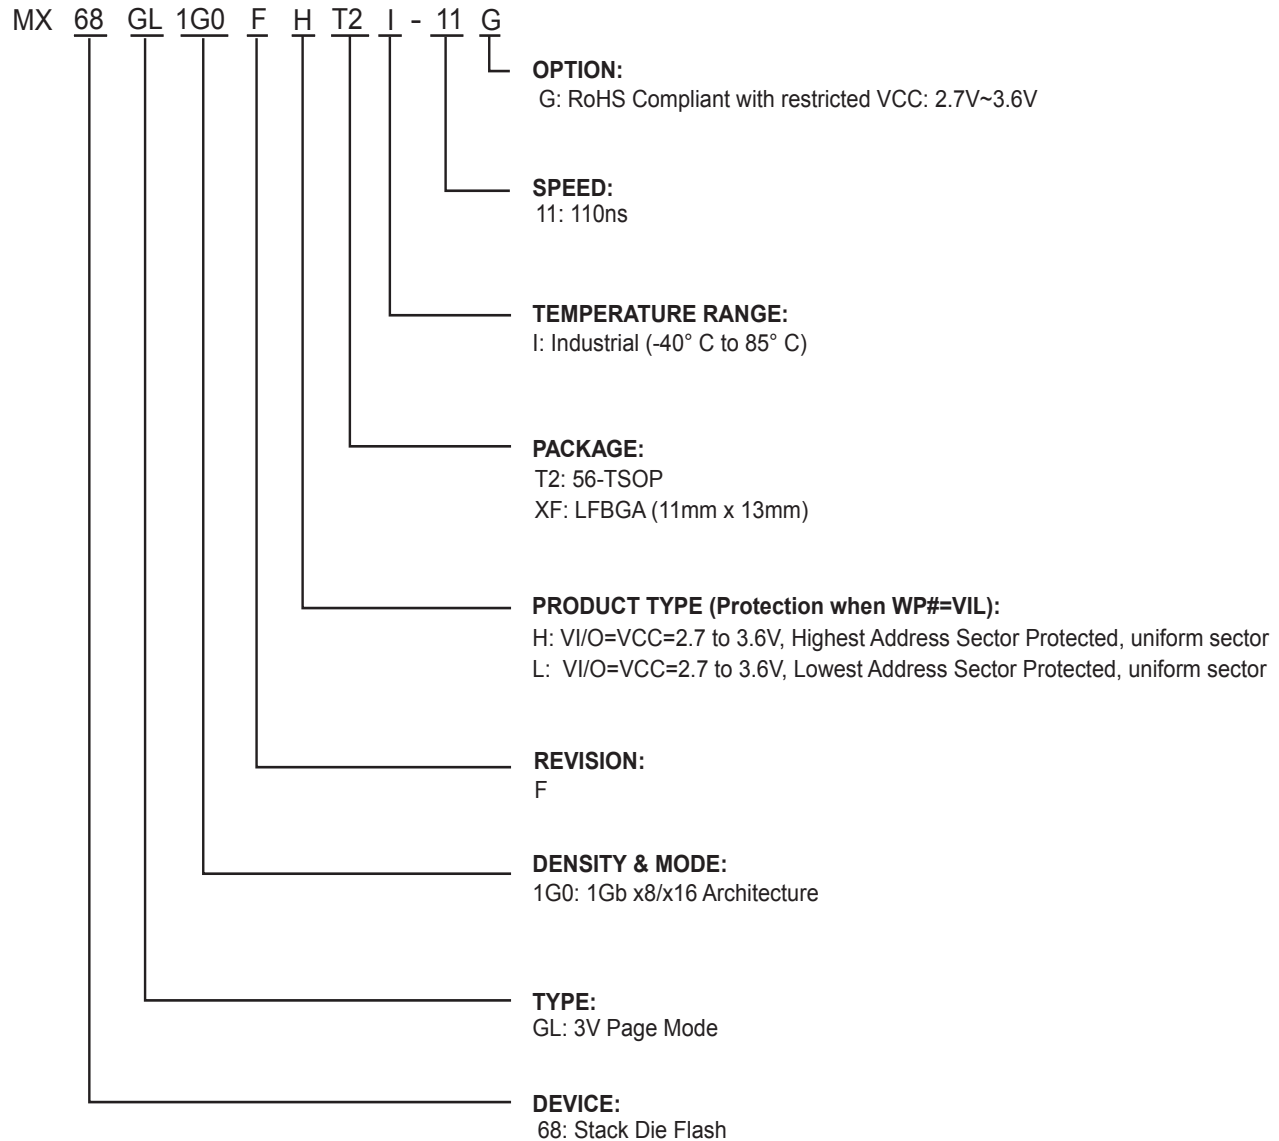 MX 68 GL 1G0 F H T2 I - 11 G
OPTION:
G: RoHS Compliant with restricted VCC: 2.7V~3.6V
SPEED:
11: 110ns
TEMPERATURE RANGE:
I: Industrial (-40° C to 85° C)
PACKAGE:
T2: 56-TSOP
XF: LFBGA (11mm x 13mm)
PRODUCT TYPE (Protection when WP#=VIL):
H: VI/O=VCC=2.7 to 3.6V, Highest Address Sector Protected, uniform sector
L: VI/O=VCC=2.7 to 3.6V, Lowest Address Sector Protected, uniform sector
REVISION:
F
DENSITY & MODE:
1G0: 1Gb x8/x16 Architecture
TYPE:
GL: 3V Page Mode
DEVICE:
68: Stack Die Flash